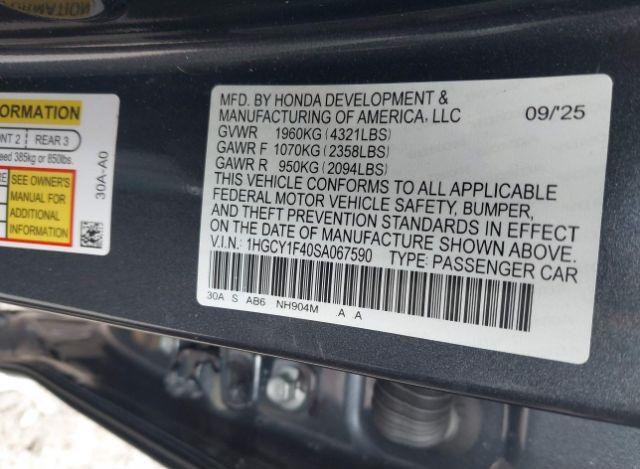 ORMATION
NT 2 REAR 3
eed 385kg or 850lbs.
RE SEE OWNER'S
MANUAL FOR
ADDITIONAL
INFORMATION
30A-A0
MFD. BY HONDA DEVELOPMENT &
MANUFACTURING OF AMERICA, LLC 09/'25
GVWR 1960KG (4321LBS)
GAWR F 1070KG (2358LBS)
GAWR R 950KG (2094LBS)
THIS VEHICLE CONFORMS TO ALL APPLICABLE
FEDERAL MOTOR VEHICLE SAFETY, BUMPER,
AND THEFT PREVENTION STANDARDS IN EFFECT
ON THE DATE OF MANUFACTURE SHOWN ABOVE.
V.I.N.: 1HGCY1F40SA067590 TYPE: PASSENGER CAR
30A S AB6 NH904M A A